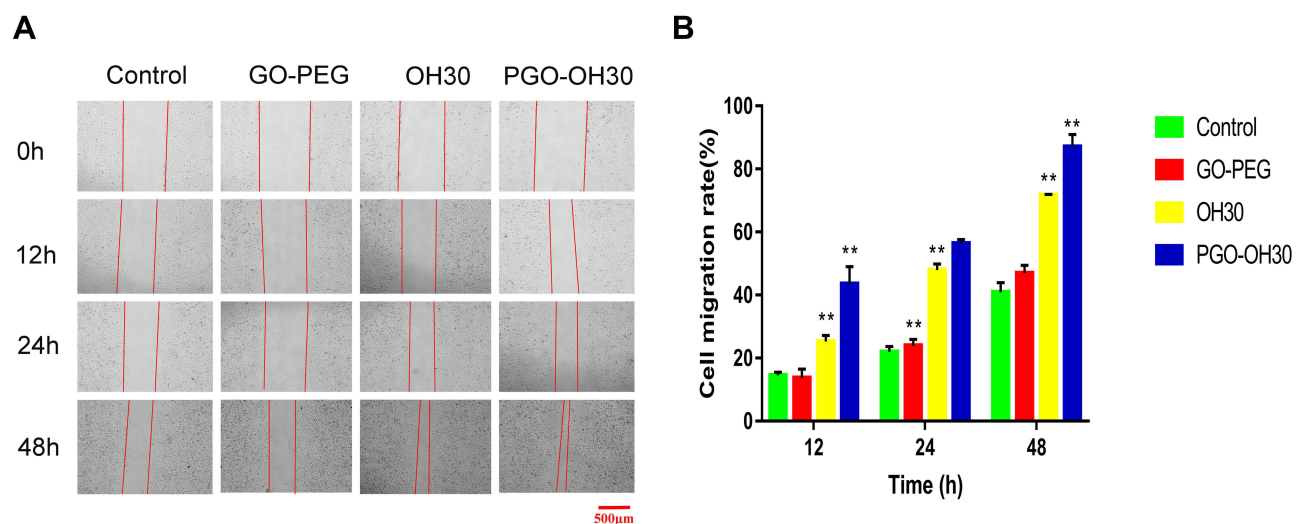 A
Control GO-PEG OH30 PGO-OH30
0h
12h
24h
48h
500μm
B
Cell migration rate(%)
100
80
60
40
20
0
** ** ** ** ** **
12 24 48
Time (h)
Control
GO-PEG
OH30
PGO-OH30